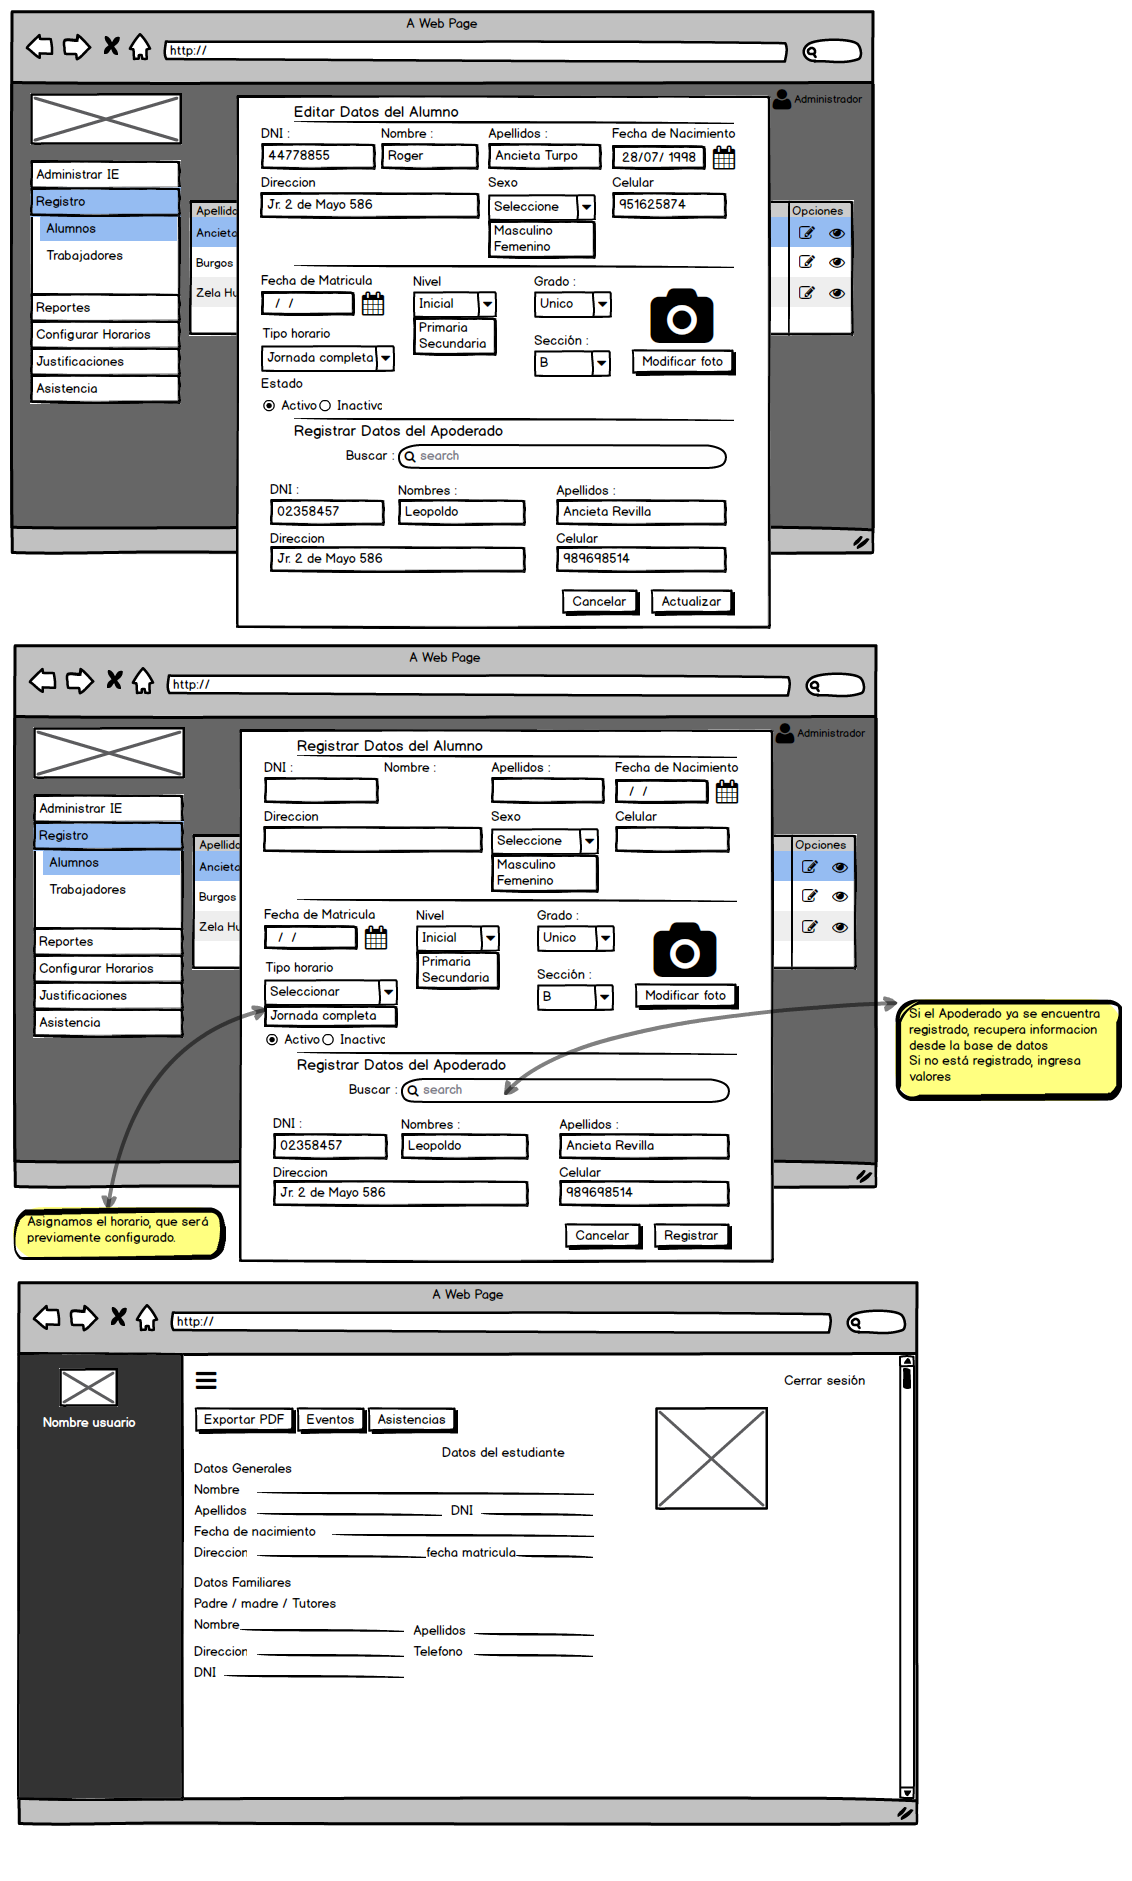 A Web Page
http://
Administrador
Administrar IE
Registro
Alumnos
Trabajadores
Reportes
Configurar Horarios
Justificaciones
Asistencia
Apellido
Ancieta
Burgos
Zela Hu
Opciones
Editar Datos del Alumno
DNI : Nombre : Apellidos : Fecha de Nacimiento
44778855 Roger Ancieta Turpo 28/07/ 1998
Direccion Sexo Celular
Jr. 2 de Mayo 586 Seleccione 951625874
Masculino
Femenino
Fecha de Matricula Nivel Grado :
/ / Inicial Unico
Primaria
Secundaria
Tipo horario Sección :
Jornada completa B Modificar foto
Estado
Activo Inactivo
Registrar Datos del Apoderado
Buscar : search
DNI : Nombres : Apellidos :
02358457 Leopoldo Ancieta Revilla
Direccion Celular
Jr. 2 de Mayo 586 989698514
Cancelar Actualizar
A Web Page
http://
Administrador
Administrar IE
Registro
Alumnos
Trabajadores
Reportes
Configurar Horarios
Justificaciones
Asistencia
Apellido
Ancieta
Burgos
Zela Hu
Opciones
Registrar Datos del Alumno
DNI : Nombre : Apellidos : Fecha de Nacimiento
/ /
Direccion Sexo Celular
Seleccione
Masculino
Femenino
Fecha de Matricula Nivel Grado :
/ / Inicial Unico
Primaria
Secundaria
Tipo horario Sección :
Seleccionar B Modificar foto
Jornada completa
Activo Inactivo
Registrar Datos del Apoderado
Buscar : search
DNI : Nombres : Apellidos :
02358457 Leopoldo Ancieta Revilla
Direccion Celular
Jr. 2 de Mayo 586 989698514
Cancelar Registrar
Si el Apoderado ya se encuentra
registrado, recupera informacion
desde la base de datos
Si no está registrado, ingresa
valores
Asignamos el horario, que será
previamente configurado.
A Web Page
http://
Nombre usuario
Cerrar sesión
Exportar PDF Eventos Asistencias
Datos del estudiante
Datos Generales
Nombre
Apellidos DNI
Fecha de nacimiento
Direccion fecha matricula
Datos Familiares
Padre / madre / Tutores
Nombre Apellidos
Direccion Telefono
DNI